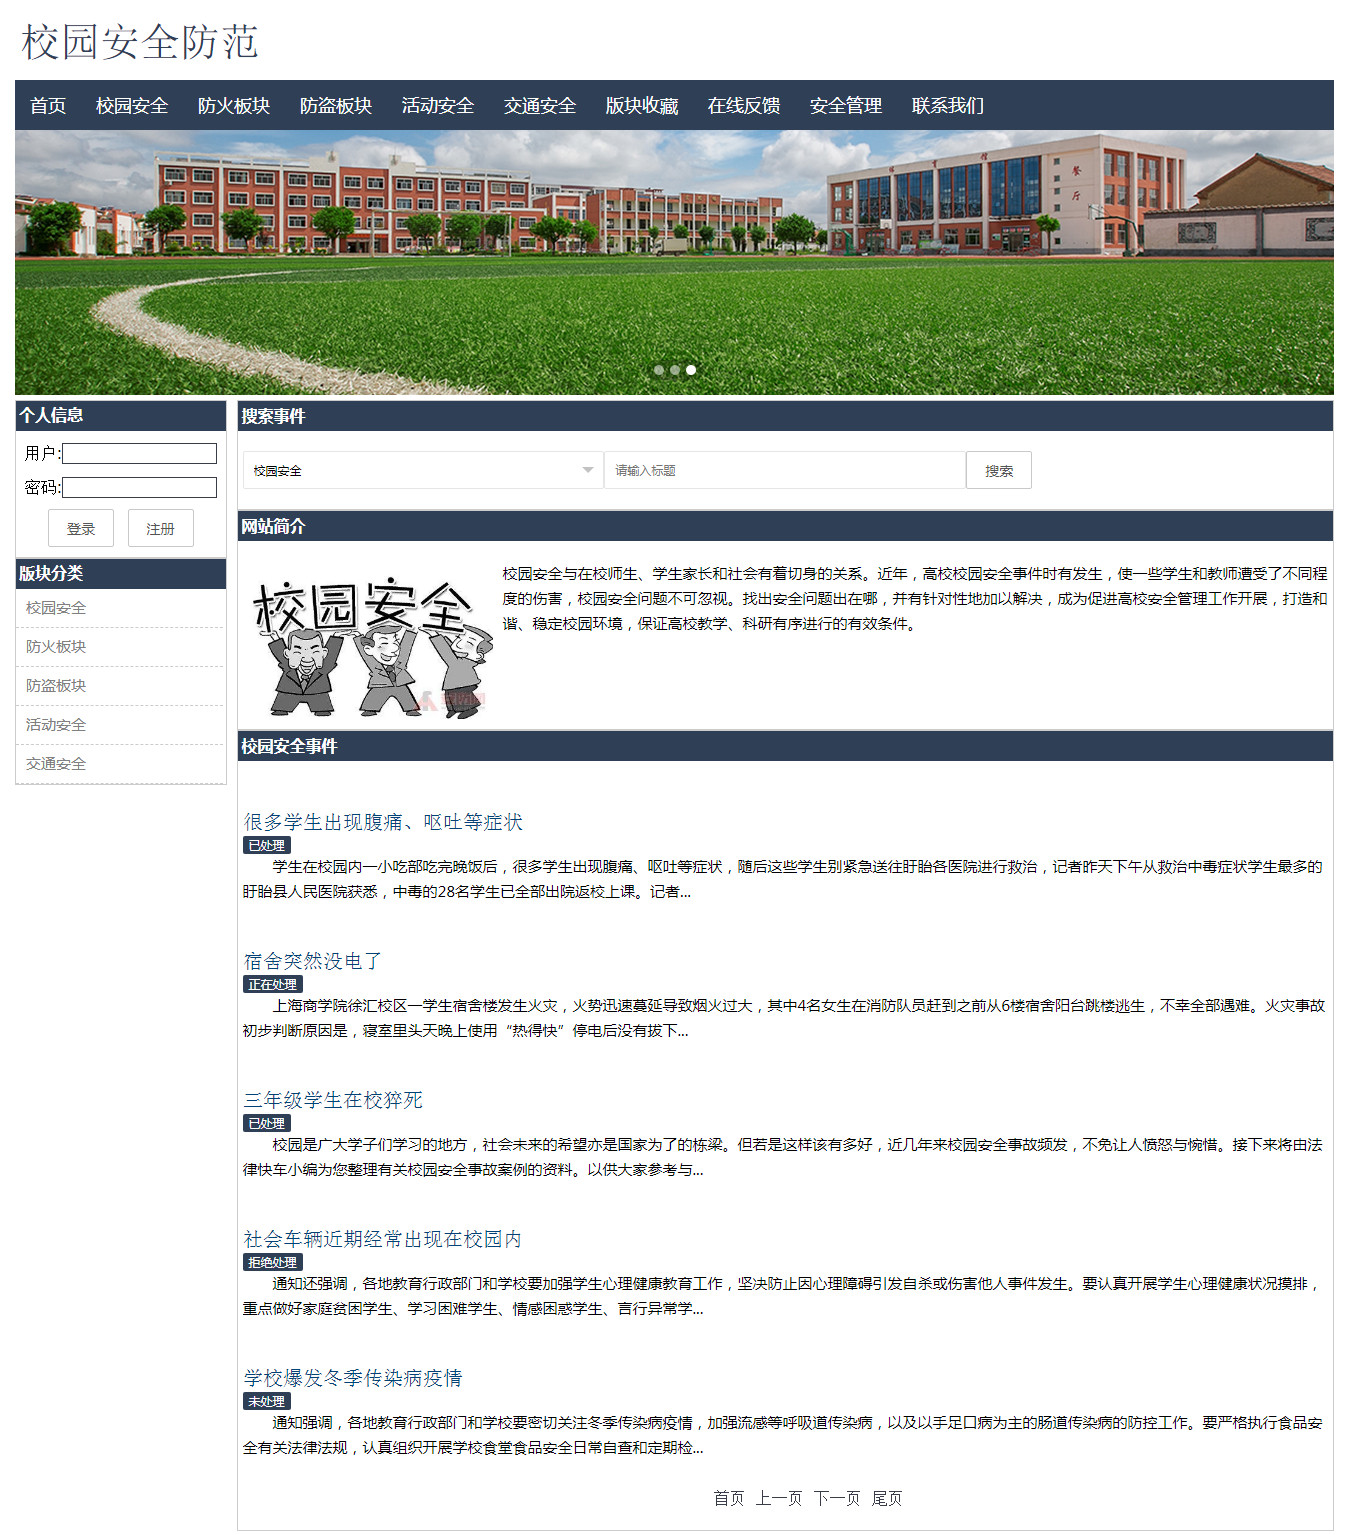 校园安全防范
首页 校园安全 防火板块 防盗板块 活动安全 交通安全 版块收藏 在线反馈 安全管理 联系我们
餐厅
个人信息
用户:
密码:
登录 注册
版块分类
校园安全
防火板块
防盗板块
活动安全
交通安全
搜索事件
校园安全 请输入标题 搜索
网站简介
校园安全
校园安全与在校师生、学生家长和社会有着切身的关系。近年，高校校园安全事件时有发生，使一些学生和教师遭受了不同程
度的伤害，校园安全问题不可忽视。找出安全问题出在哪，并有针对性地加以解决，成为促进高校安全管理工作开展，打造和
谐、稳定校园环境，保证高校教学、科研有序进行的有效条件。
校园安全事件
很多学生出现腹痛、呕吐等症状
已处理
学生在校园内一小吃部吃完晚饭后，很多学生出现腹痛、呕吐等症状，随后这些学生别紧急送往盱眙各医院进行救治，记者昨天下午从救治中毒症状学生最多的
盱眙县人民医院获悉，中毒的28名学生已全部出院返校上课。记者...
宿舍突然没电了
正在处理
上海商学院徐汇校区一学生宿舍楼发生火灾，火势迅速蔓延导致烟火过大，其中4名女生在消防队员赶到之前从6楼宿舍阳台跳楼逃生，不幸全部遇难。火灾事故
初步判断原因是，寝室里头天晚上使用“热得快”停电后没有拔下...
三年级学生在校猝死
已处理
校园是广大学子们学习的地方，社会未来的希望亦是国家为了的栋梁。但若是这样该有多好，近几年来校园安全事故频发，不免让人愤怒与惋惜。接下来将由法
律快车小编为您整理有关校园安全事故案例的资料。以供大家参考与...
社会车辆近期经常出现在校园内
拒绝处理
通知还强调，各地教育行政部门和学校要加强学生心理健康教育工作，坚决防止因心理障碍引发自杀或伤害他人事件发生。要认真开展学生心理健康状况摸排，
重点做好家庭贫困学生、学习困难学生、情感困惑学生、言行异常学...
学校爆发冬季传染病疫情
未处理
通知强调，各地教育行政部门和学校要密切关注冬季传染病疫情，加强流感等呼吸道传染病，以及以手足口病为主的肠道传染病的防控工作。要严格执行食品安
全有关法律法规，认真组织开展学校食堂食品安全日常自查和定期检...
首页 上一页 下一页 尾页